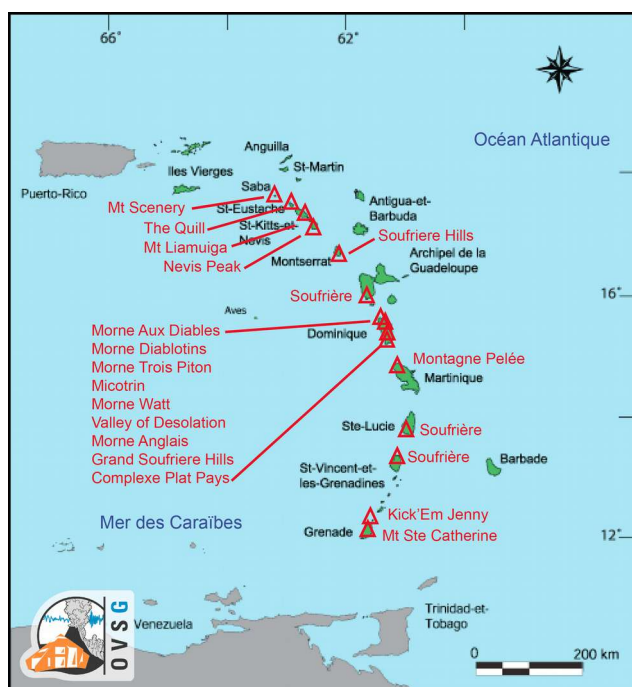 66
62
Océan Atlantique
Anguilla
St-Martin
Iles Vierges
Puerto-Rico
Saba
Mt Scenery
St-Eustache
Antigua-et-
Barbuda
The Quill
St-Kitts-et-
Nevis
Mt Liamuiga
Soufriere Hills
Nevis Peak
Montserrat
Archipel de la
Guadeloupe
Soufrière
16°
Aves
Morne Aux Diables
Dominique
Morne Diablotins
Morne Trois Piton
Montagne Pelée
Micotrin
Martinique
Morne Watt
Valley of Desolation
Ste-Lucie
Soufrière
Morne Anglais
Grand Soufriere Hills
Soufrière
Barbade
St-Vincent-et-
les-Grenadines
Complexe Plat Pays
Kick'Em Jenny
Mer des Caraïbes
Grenade
Mt Ste Catherine
12°
OVSG
Venezuela
Trinidad-et-
Tobago
0
200 km